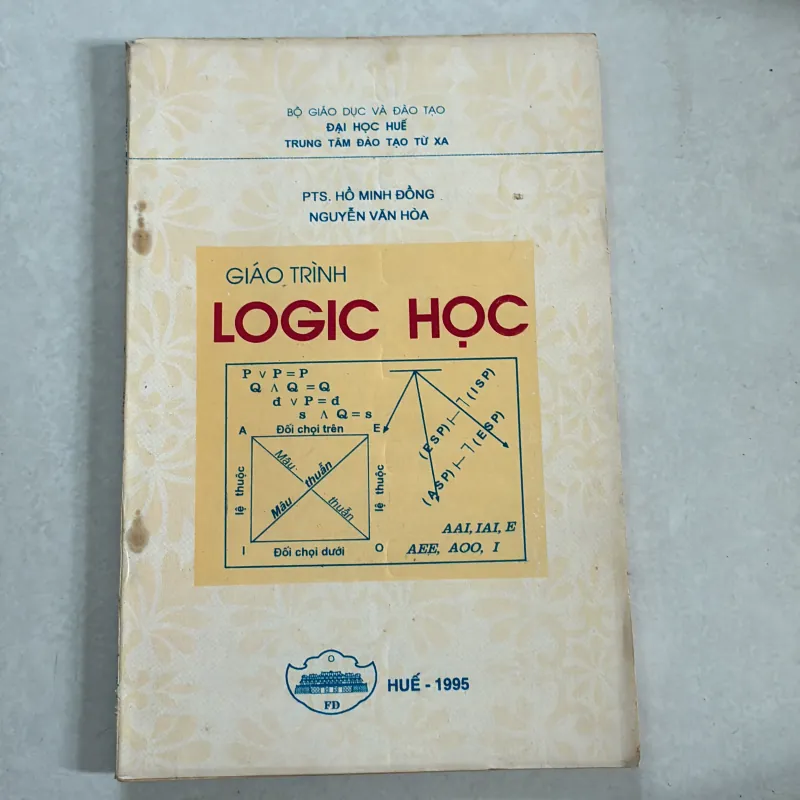 BỘ GIÁO DỤC VÀ ĐÀO TẠO
ĐẠI HỌC HUẾ
TRUNG TÂM ĐÀO TẠO TỪ XA
PTS. HỒ MINH ĐỒNG
NGUYỄN VĂN HÒA
GIÁO TRÌNH
LOGIC HỌC
P ∨ P = P
Q ∧ Q = Q
d ∨ P = d
s ∧ Q = s
A Đối chọi trên E
lệ thuộc
Mâu thuẫn
Mâu thuẫn
lệ thuộc
I Đối chọi dưới O
(E S P) ⊢ ⅂ (I S P)
(A S P) ⊢ ⅂ (E S P)
AAI, IAI, E
AEE, AOO, I
FD
HUẾ - 1995